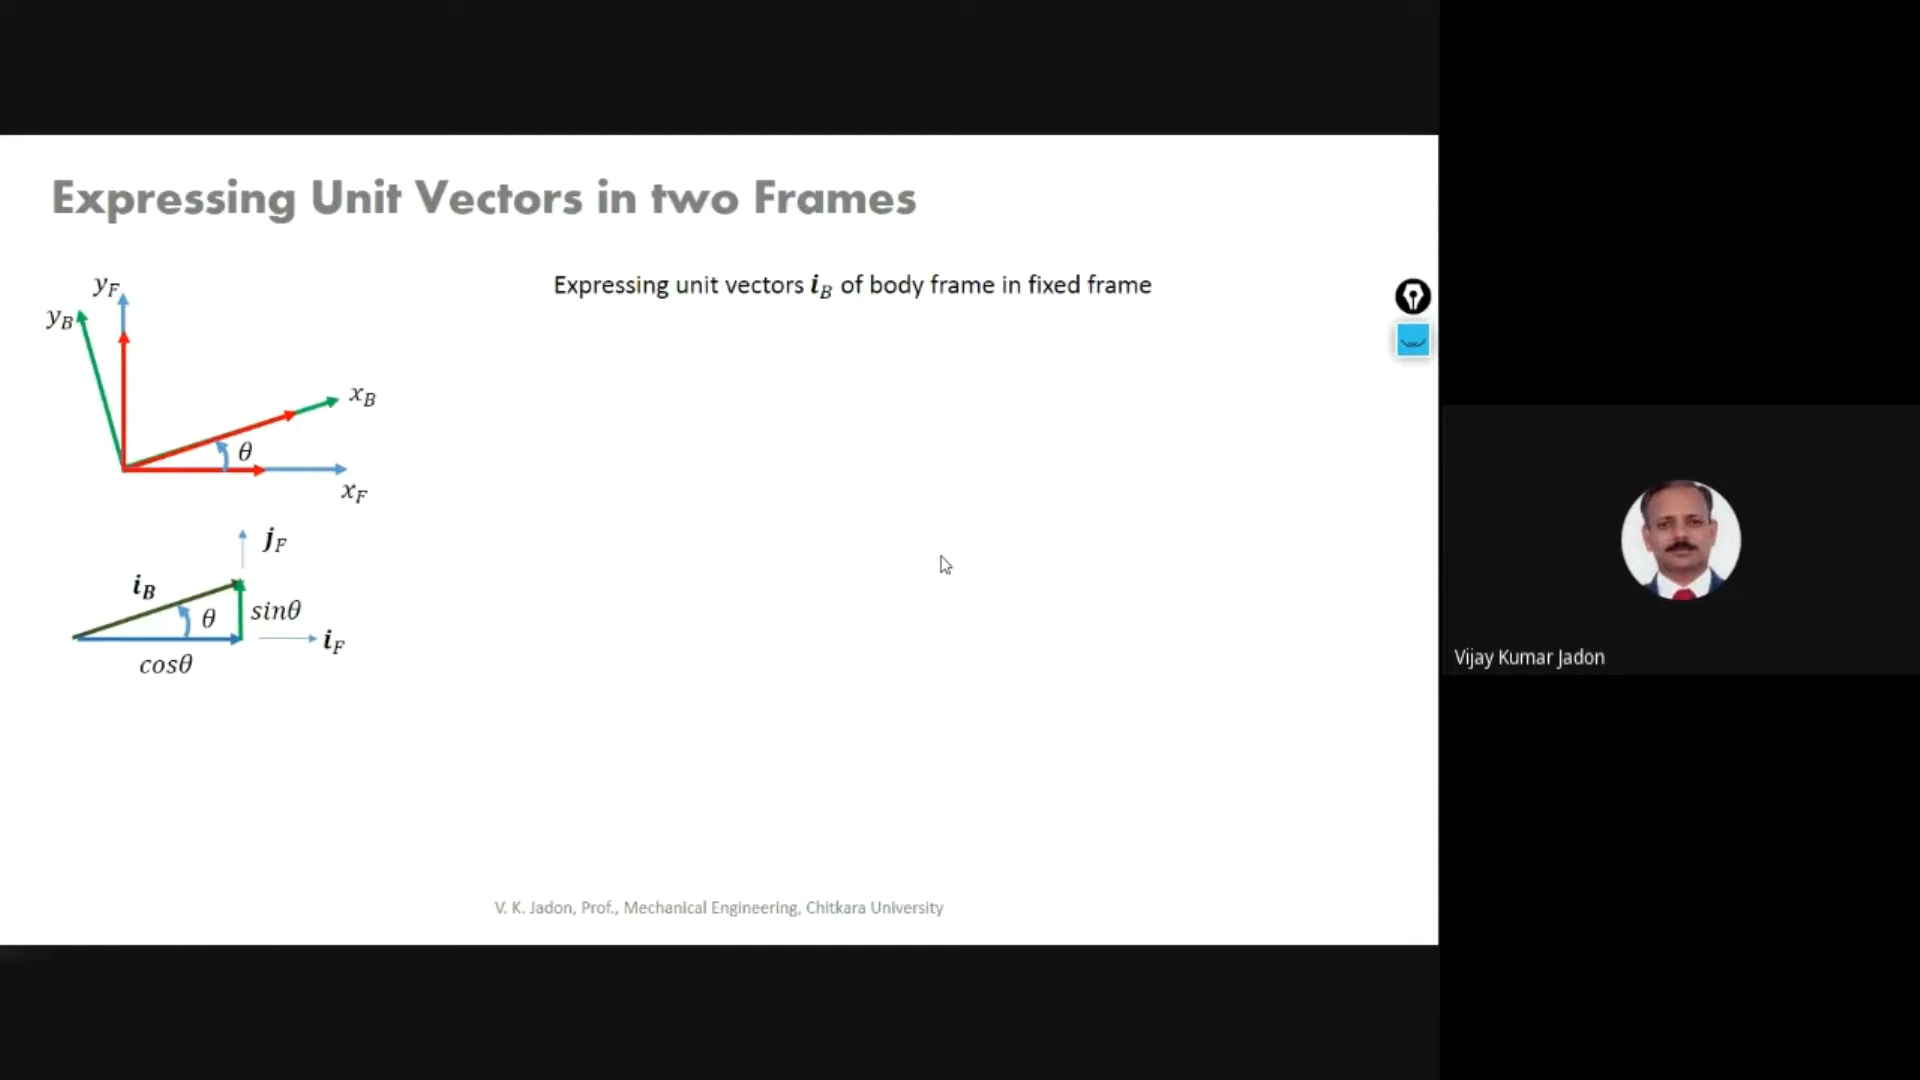 Expressing Unit Vectors in two Frames
Expressing unit vectors i_B of body frame in fixed frame
y_F
y_B
x_B
θ
x_F
j_F
i_B
θ
sinθ
i_F
cosθ
Vijay Kumar Jadon
V. K. Jadon, Prof., Mechanical Engineering, Chitkara University